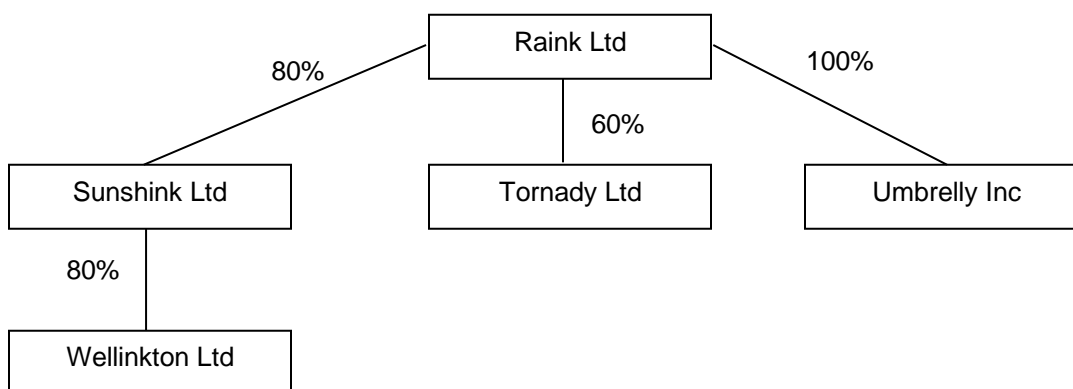 Raink Ltd
80%
100%
60%
Sunshink Ltd
Tornady Ltd
Umbrelly Inc
80%
Wellinkton Ltd